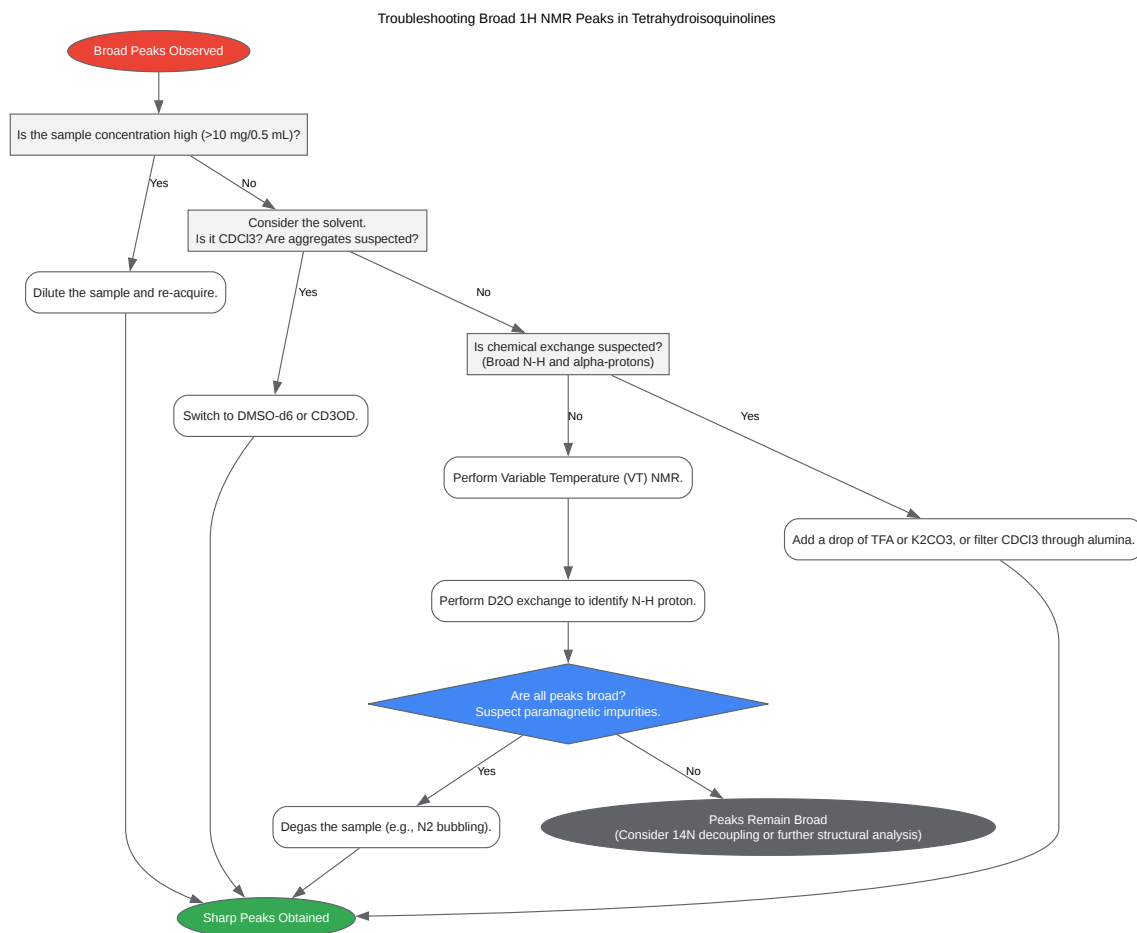 Troubleshooting Broad 1H NMR Peaks in Tetrahydroisoquinolines
Broad Peaks Observed
Is the sample concentration high (>10 mg/0.5 mL)?
Yes
No
Consider the solvent.
Is it CDCl3? Are aggregates suspected?
Dilute the sample and re-acquire.
Yes
No
Is chemical exchange suspected?
(Broad N-H and alpha-protons)
Switch to DMSO-d6 or CD3OD.
No
Yes
Perform Variable Temperature (VT) NMR.
Add a drop of TFA or K2CO3, or filter CDCl3 through alumina.
Perform D2O exchange to identify N-H proton.
Are all peaks broad?
Suspect paramagnetic impurities.
Yes
No
Degas the sample (e.g., N2 bubbling).
Peaks Remain Broad
(Consider 14N decoupling or further structural analysis)
Sharp Peaks Obtained